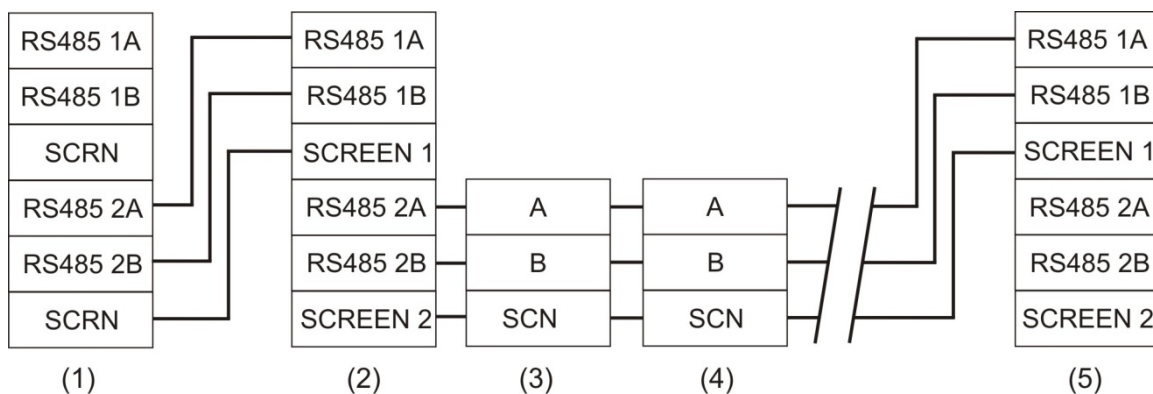 RS485 1A
RS485 1B
SCRN
RS485 2A
RS485 2B
SCRN
(1)
RS485 1A
RS485 1B
SCREEN 1
RS485 2A
RS485 2B
SCREEN 2
(2)
A
B
SCN
(3)
A
B
SCN
(4)
RS485 1A
RS485 1B
SCREEN 1
RS485 2A
RS485 2B
SCREEN 2
(5)